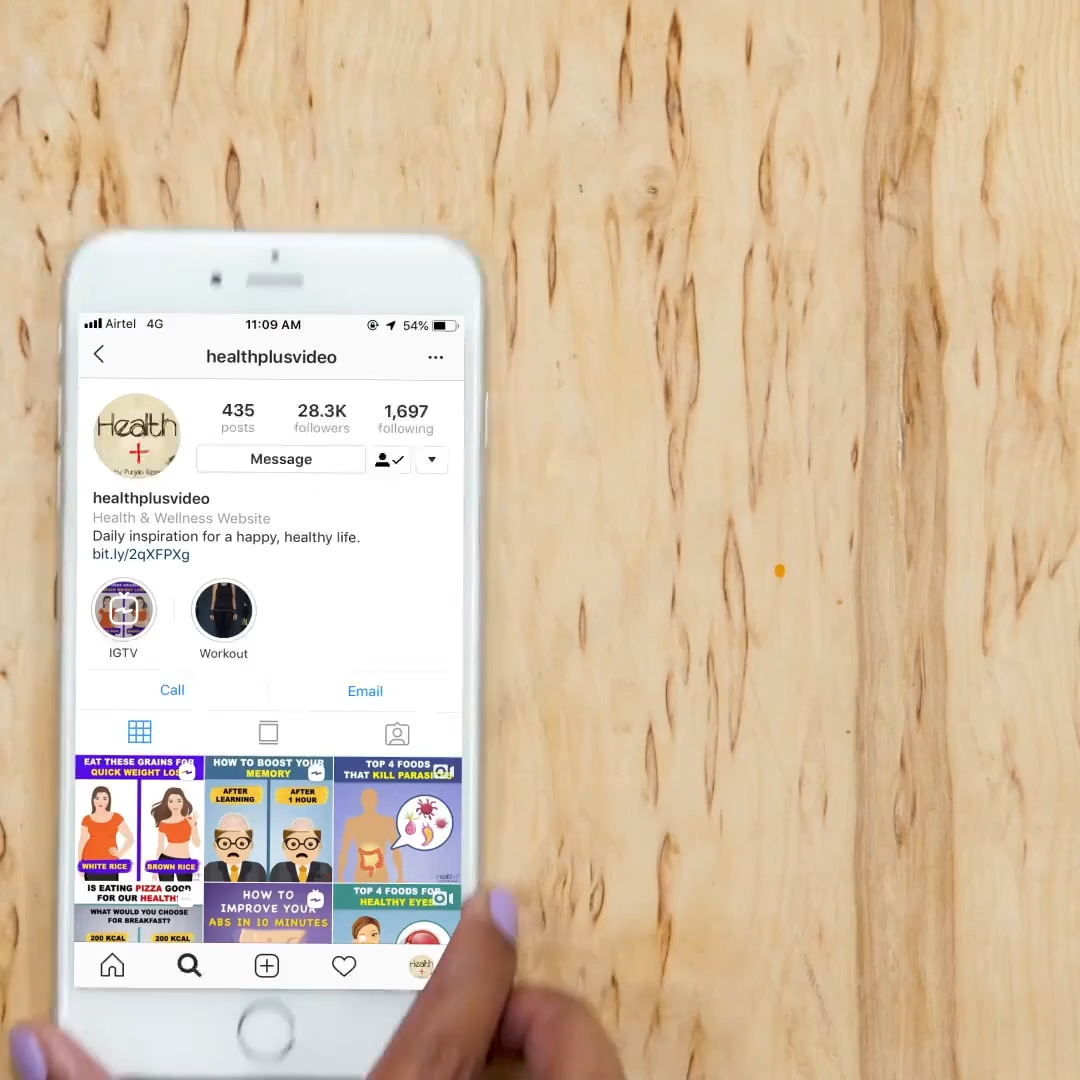 Airtel 4G 11:09 AM 54%
healthplusvideo
Health
+
435 28.3K 1,697
posts followers following
Message
healthplusvideo
Health & Wellness Website
Daily inspiration for a happy, healthy life.
bit.ly/2qXFPXg
IGTV Workout
Call Email
EAT THESE GRAINS FOR
QUICK WEIGHT LOSS
WHITE RICE BROWN RICE
HOW TO BOOST YOUR
MEMORY
AFTER
LEARNING
AFTER
1 HOUR
TOP 4 FOODS
THAT KILL PARASITES
IS EATING PIZZA GOOD
FOR OUR HEALTH
WHAT WOULD YOU CHOOSE
FOR BREAKFAST?
200 KCAL 200 KCAL
HOW TO
IMPROVE YOUR
ABS IN 10 MINUTES
TOP 4 FOODS FOR
HEALTHY EYES
Health
+